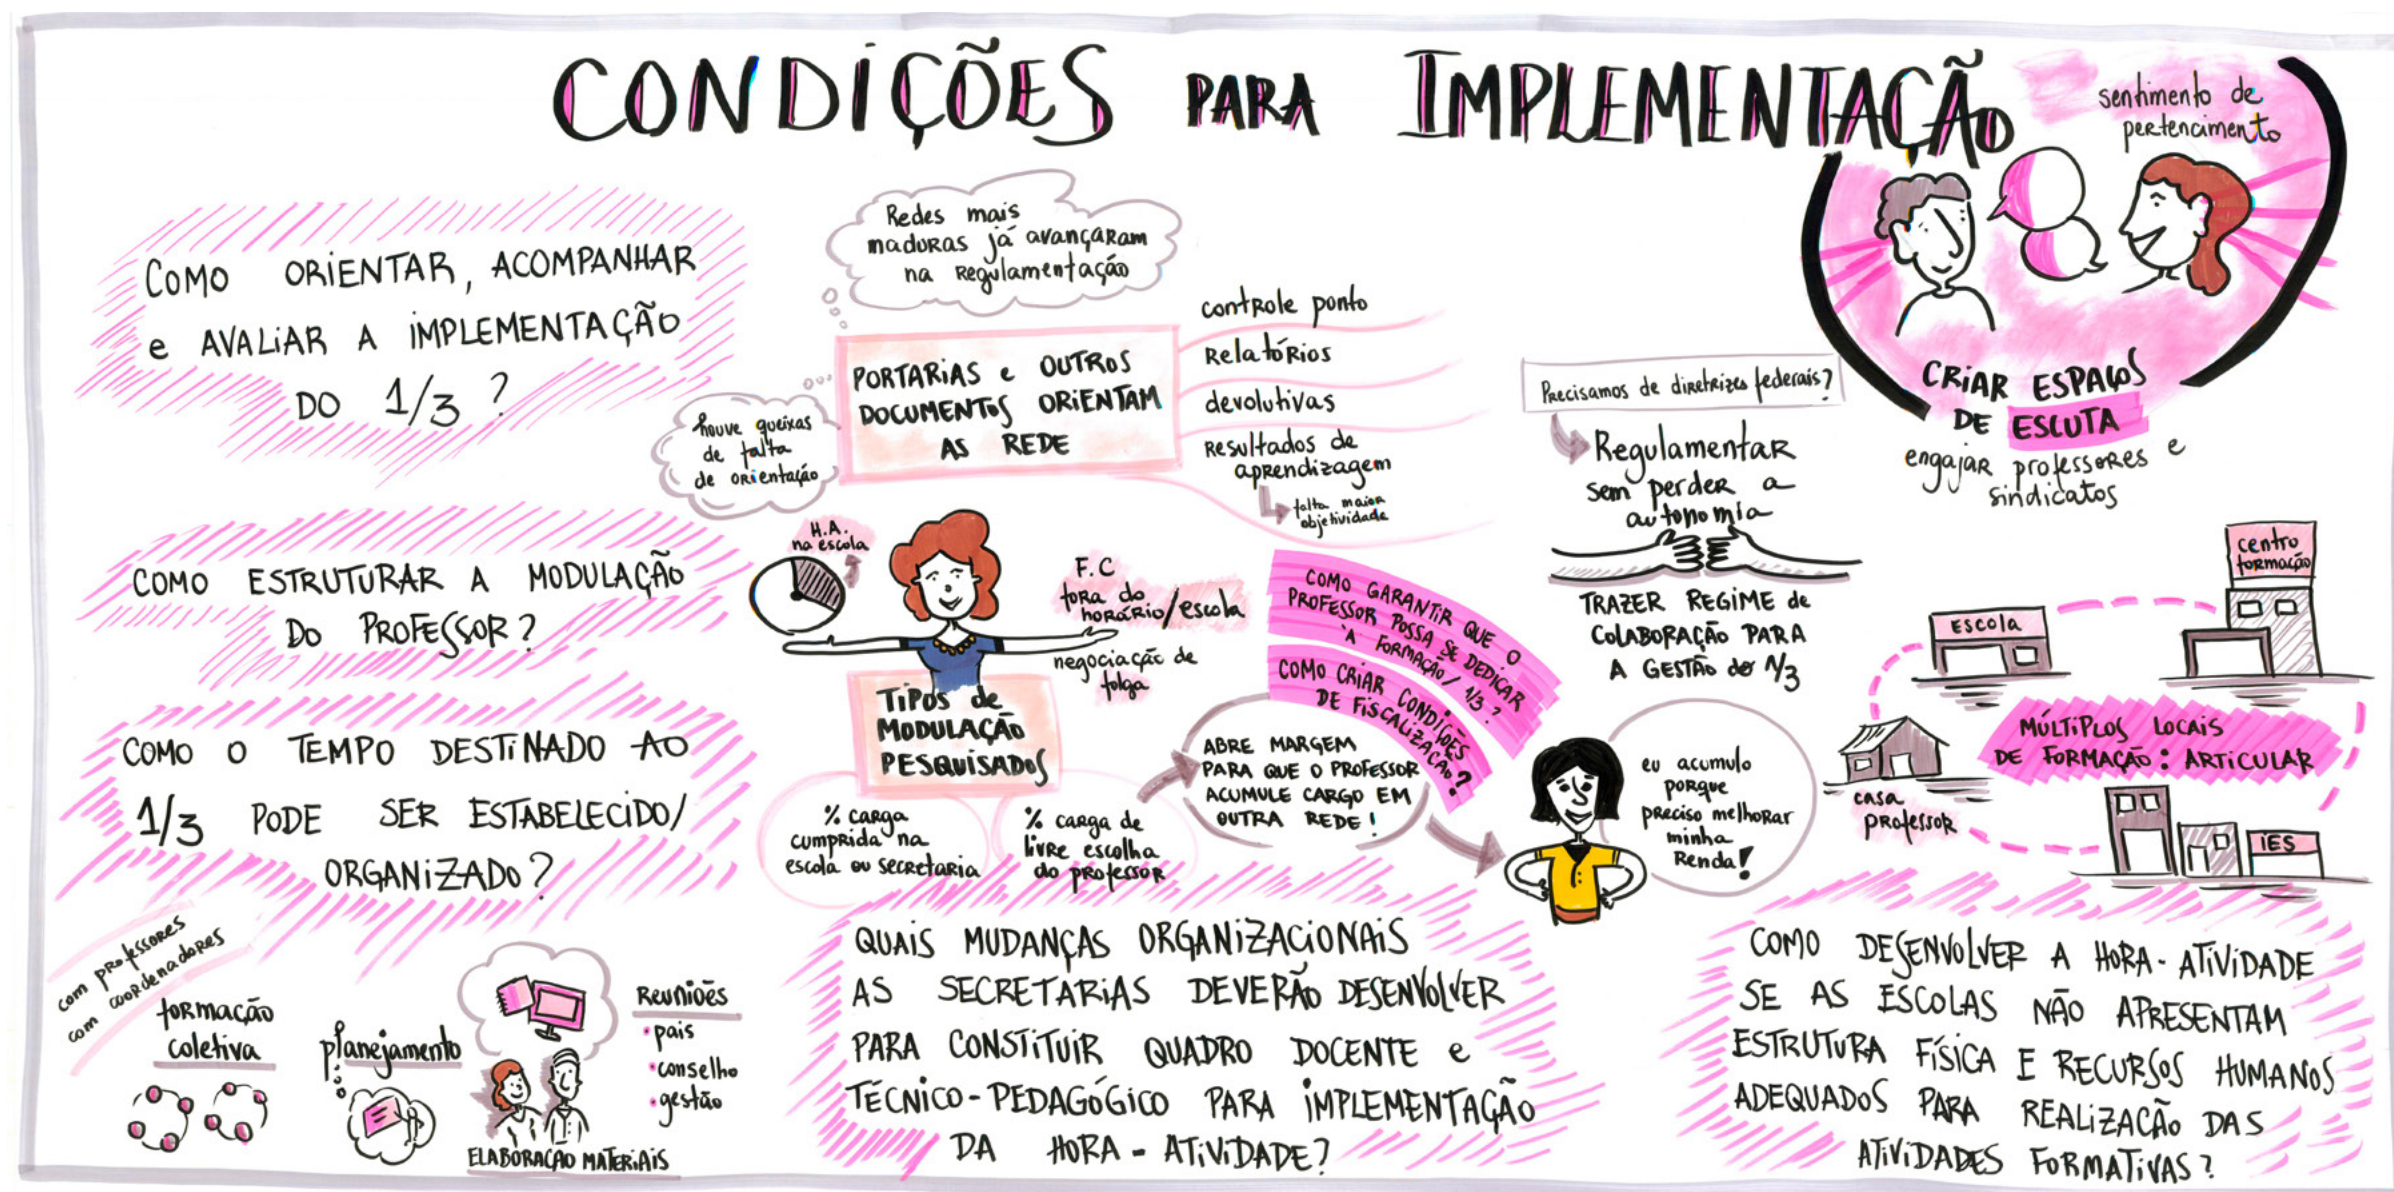 CONDIÇÕES PARA IMPLEMENTAÇÃO
sentimento de
pertencimento
COMO ORIENTAR, ACOMPANHAR
e AVALIAR A IMPLEMENTAÇÃO
DO 1/3 ?
Redes mais
maduras já avançaram
na Regulamentação
PORTARIAS e OUTROS
DOCUMENTOS ORIENTAM
AS REDE
houve queixas
de falta
de orientação
controle ponto
Relatórios
devolutivas
Resultados de
aprendizagem
falta maior
objetividade
Precisamos de diretrizes federais?
Regulamentar
sem perder a
autonomia
TRAZER REGIME de
COLABORAÇÃO PARA
A GESTÃO do 1/3
CRIAR ESPAÇOS
DE ESCUTA
engajar professores e
sindicatos
COMO ESTRUTURAR A MODULAÇÃO
DO PROFESSOR?
H.A.
na escola
F.C
fora do
horário/escola
negociação de
folga
TIPOS de
MODULAÇÃO
PESQUISADOS
% carga
cumprida na
escola ou secretaria
% carga de
livre escolha
do professor
COMO GARANTIR QUE O
PROFESSOR POSSA SE DEDICAR
À FORMAÇÃO/ 1/3 ?
COMO CRIAR CONDIÇÕES
DE FISCALIZAÇÃO?
ABRE MARGEM
PARA QUE O PROFESSOR
ACUMULE CARGO EM
OUTRA REDE!
eu acumulo
porque
preciso melhorar
minha
Renda!
centro
formação
Escola
MÚLTIPLOS LOCAIS
DE FORMAÇÃO: ARTICULAR
casa
professor
IES
COMO O TEMPO DESTINADO AO
1/3 PODE SER ESTABELECIDO/
ORGANIZADO?
com professores
com coordenadores
formação
coletiva
planejamento
ELABORAÇÃO MATERIAIS
Reuniões
• pais
• conselho
• gestão
QUAIS MUDANÇAS ORGANIZACIONAIS
AS SECRETARIAS DEVERÃO DESENVOLVER
PARA CONSTITUIR QUADRO DOCENTE e
TÉCNICO-PEDAGÓGICO PARA IMPLEMENTAÇÃO
DA HORA-ATIVIDADE?
COMO DESENVOLVER A HORA-ATIVIDADE
SE AS ESCOLAS NÃO APRESENTAM
ESTRUTURA FÍSICA E RECURSOS HUMANOS
ADEQUADOS PARA REALIZAÇÃO DAS
ATIVIDADES FORMATIVAS?